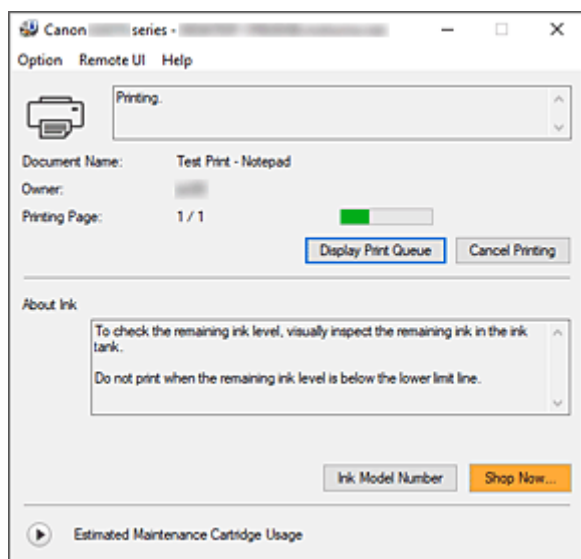 Canon series -
Option Remote UI Help
Printing.
Document Name: Test Print - Notepad
Owner:
Printing Page: 1 / 1
Display Print Queue Cancel Printing
About Ink
To check the remaining ink level, visually inspect the remaining ink in the ink
tank.
Do not print when the remaining ink level is below the lower limit line.
Ink Model Number Shop Now...
Estimated Maintenance Cartridge Usage